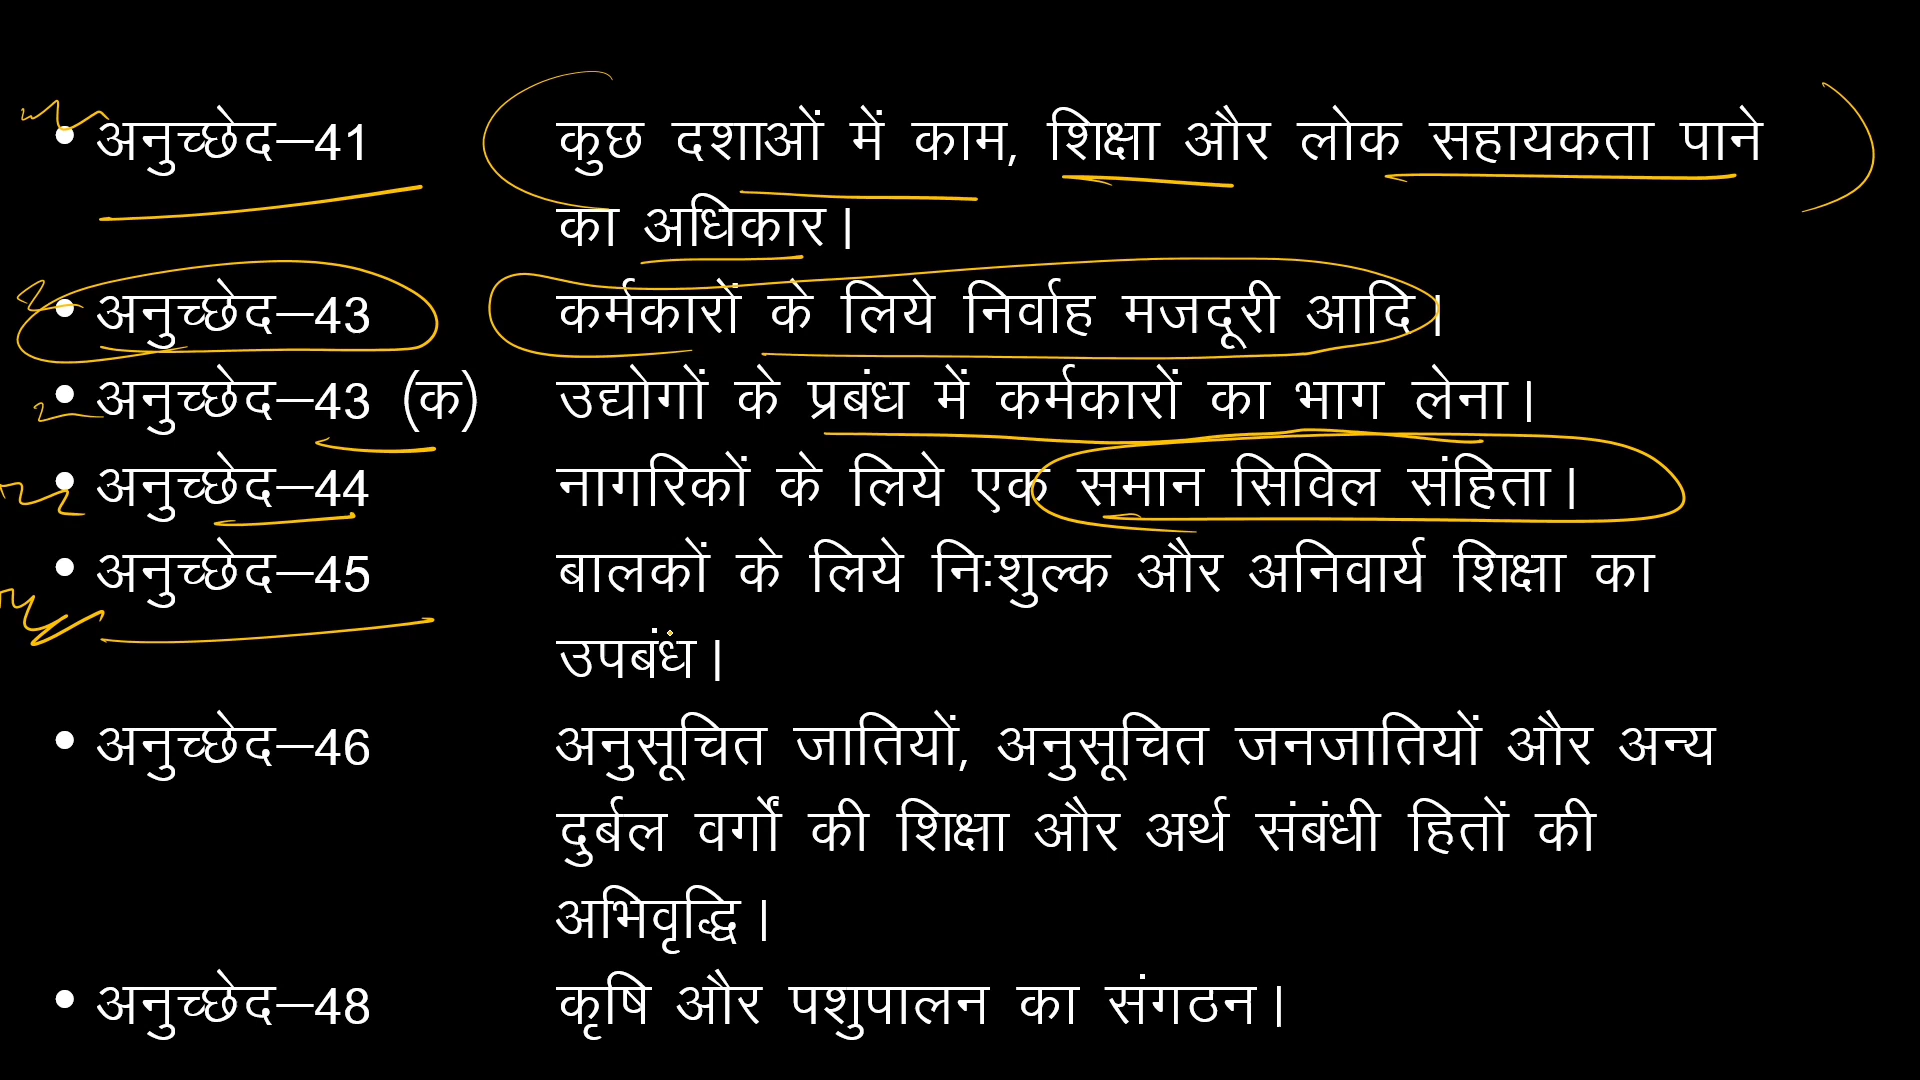 • अनुच्छेद–41 कुछ दशाओं में काम, शिक्षा और लोक सहायकता पाने
का अधिकार।
• अनुच्छेद–43 कर्मकारों के लिये निर्वाह मजदूरी आदि।
• अनुच्छेद–43 (क) उद्योगों के प्रबंध में कर्मकारों का भाग लेना।
• अनुच्छेद–44 नागरिकों के लिये एक समान सिविल संहिता।
• अनुच्छेद–45 बालकों के लिये निःशुल्क और अनिवार्य शिक्षा का
उपबंध।
• अनुच्छेद–46 अनुसूचित जातियों, अनुसूचित जनजातियों और अन्य
दुर्बल वर्गों की शिक्षा और अर्थ संबंधी हितों की
अभिवृद्धि।
• अनुच्छेद–48 कृषि और पशुपालन का संगठन।